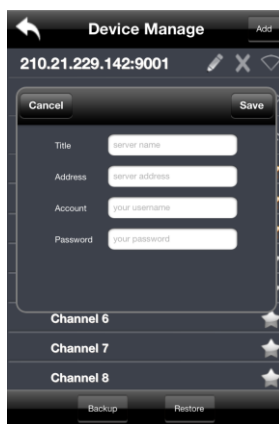 Device Manage
Add
210.21.229.142:9001
Cancel
Save
Title
server name
Address
server address
Account
your username
Password
your password
Channel 6
Channel 7
Channel 8
Backup
Restore